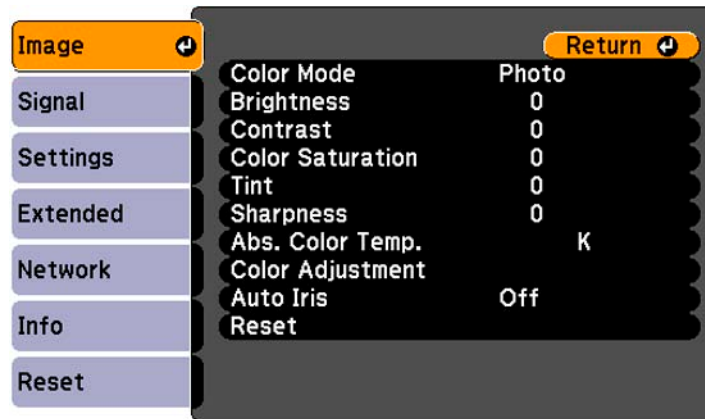 Image
Signal
Settings
Extended
Network
Info
Reset
Return
Color Mode Photo
Brightness 0
Contrast 0
Color Saturation 0
Tint 0
Sharpness 0
Abs. Color Temp. K
Color Adjustment
Auto Iris Off
Reset